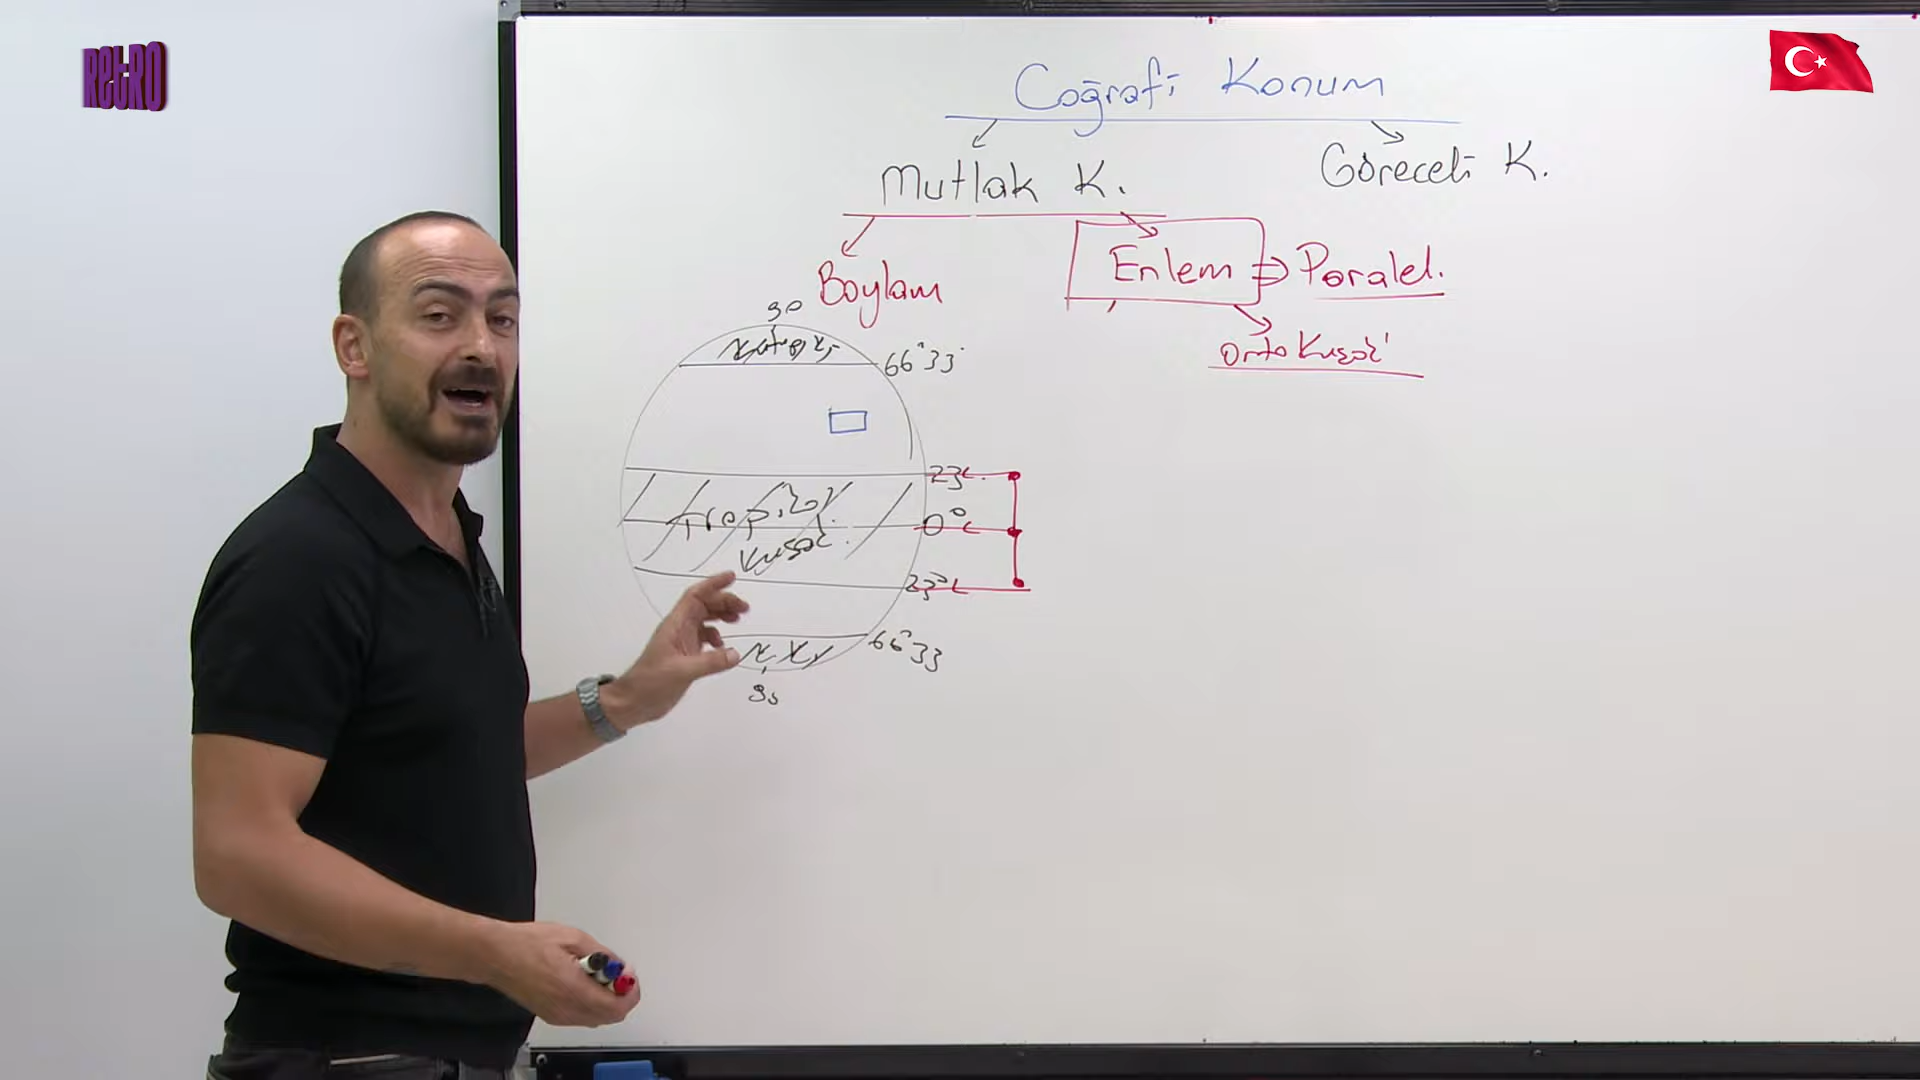 RETRO
Coğrafi Konum
Mutlak K.
Göreceli K.
Boylam
Enlem ⇒ Paralel.
Orta Kuşak
90
66°33'
23°
Tropikal
0°
Kuşak.
23°
66°33
90